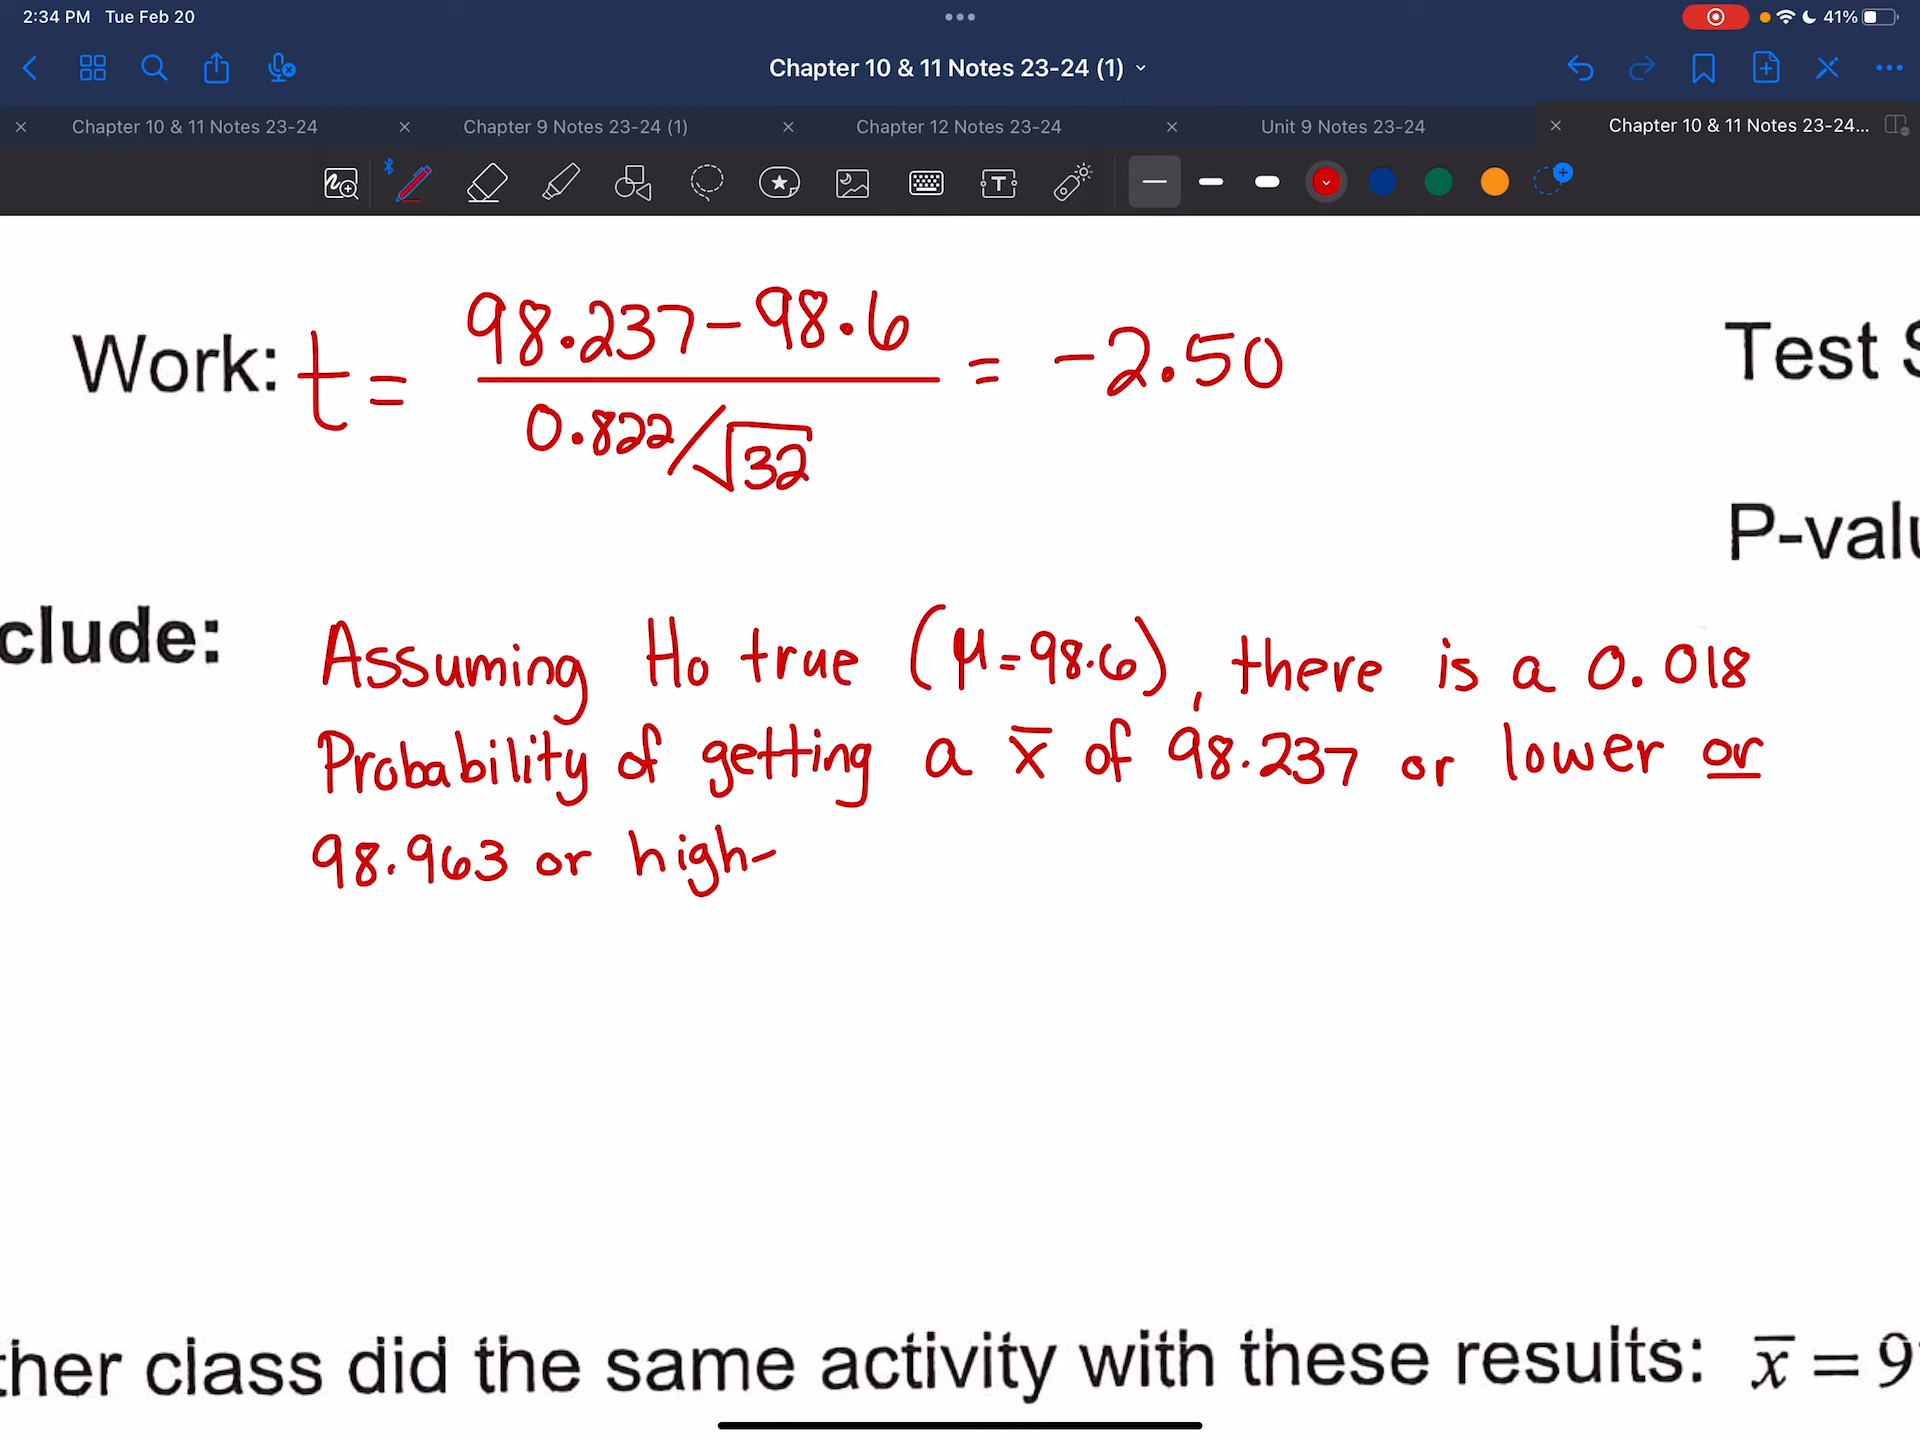 2:34 PM Tue Feb 20
41%
Chapter 10 & 11 Notes 23-24 (1)
Chapter 10 & 11 Notes 23-24
Chapter 9 Notes 23-24 (1)
Chapter 12 Notes 23-24
Unit 9 Notes 23-24
Chapter 10 & 11 Notes 23-24...
Work: t = (98.237 - 98.6) / (0.822/√32) = -2.50
Test S
P-valu
clude: Assuming Ho true (μ=98.6), there is a 0.018
Probability of getting a x̄ of 98.237 or lower or
98.963 or high
ther class did the same activity with these results: x̄ = 9